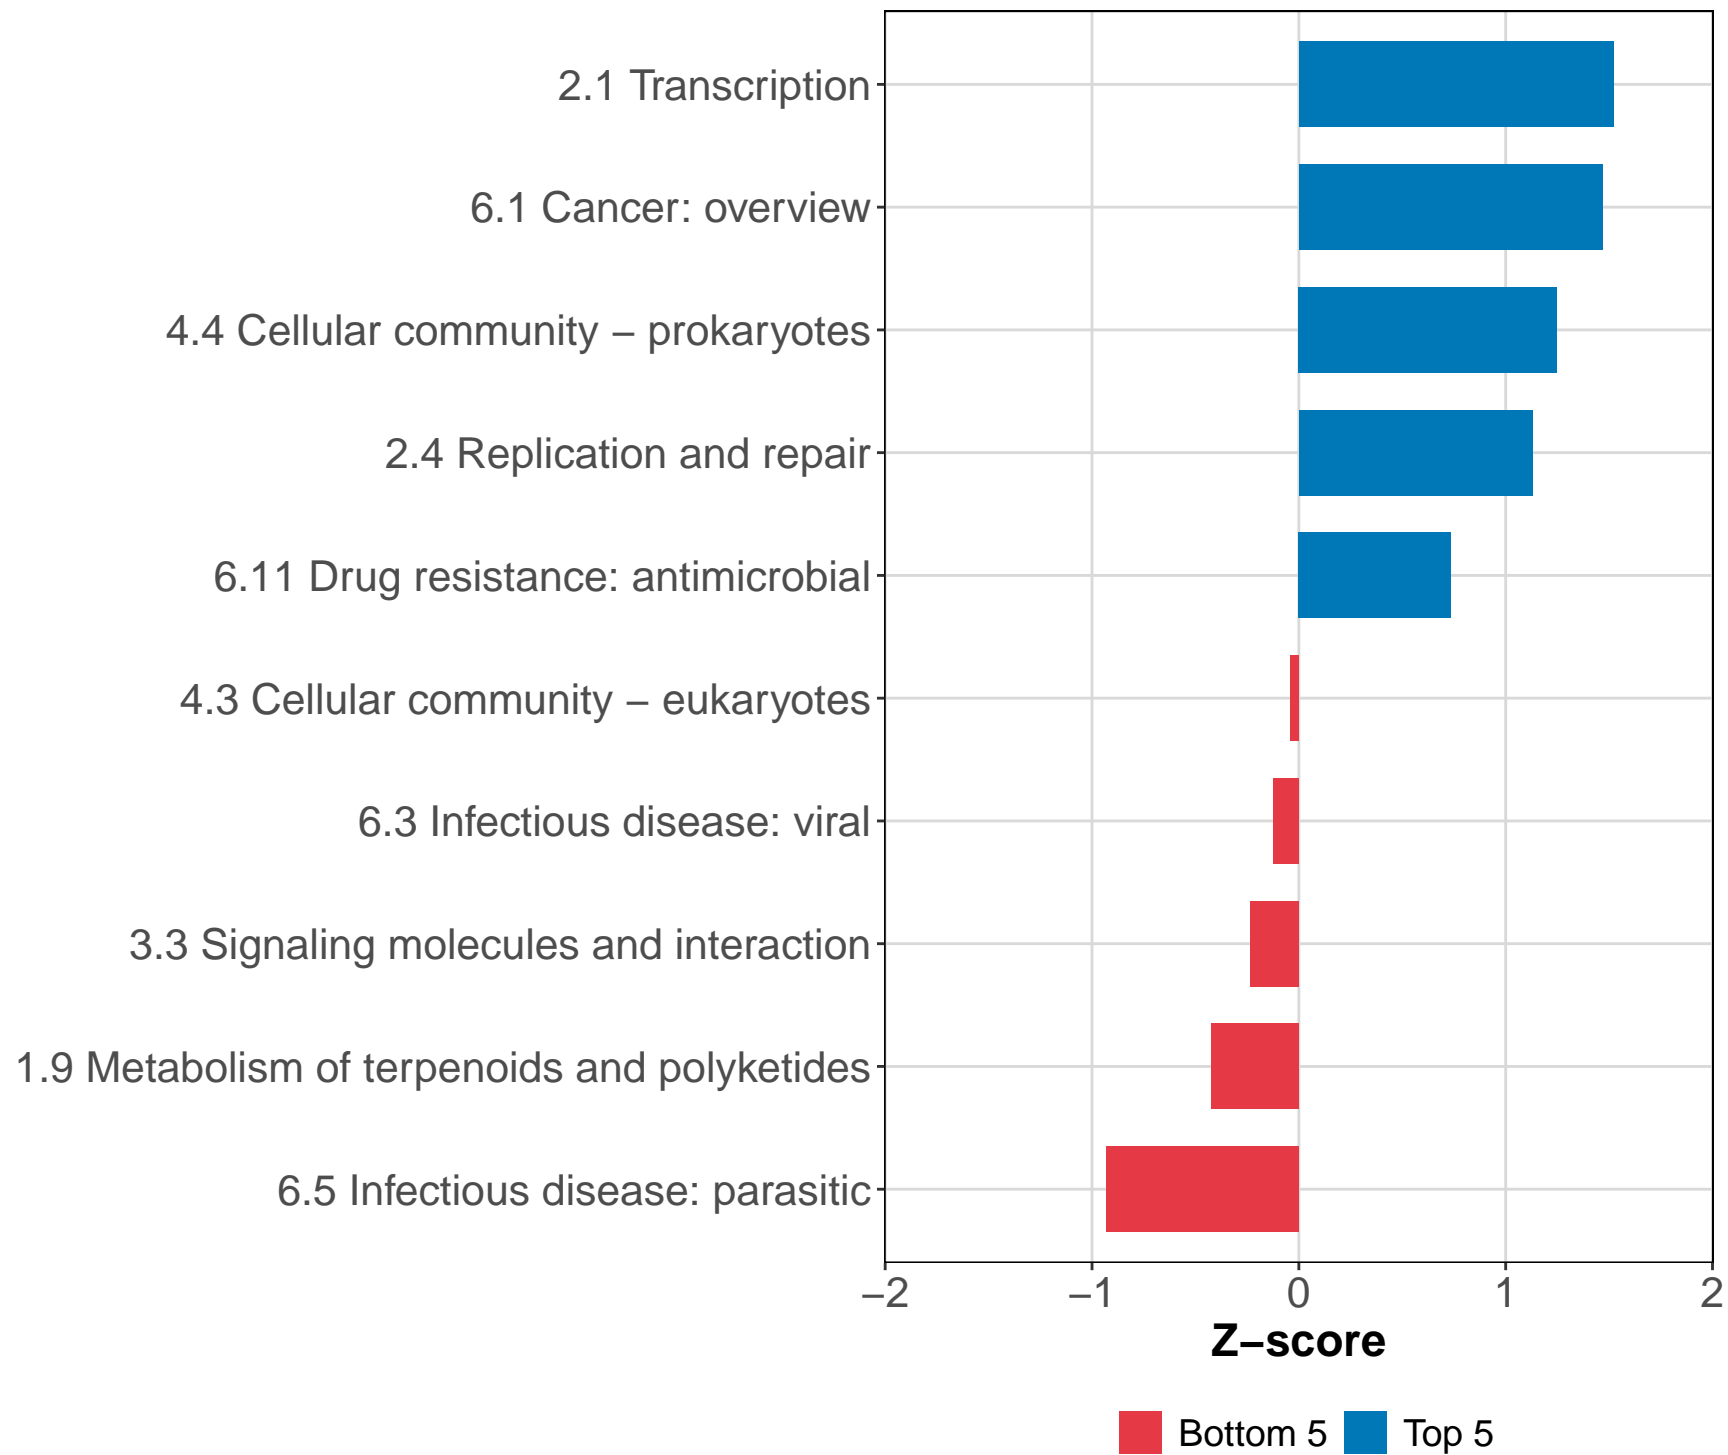 2.1 Transcription
6.1 Cancer: overview
4.4 Cellular community − prokaryotes
2.4 Replication and repair
6.11 Drug resistance: antimicrobial
4.3 Cellular community − eukaryotes
6.3 Infectious disease: viral
3.3 Signaling molecules and interaction
1.9 Metabolism of terpenoids and polyketides
6.5 Infectious disease: parasitic
−2 −1 0 1 2
Z−score
Bottom 5 Top 5